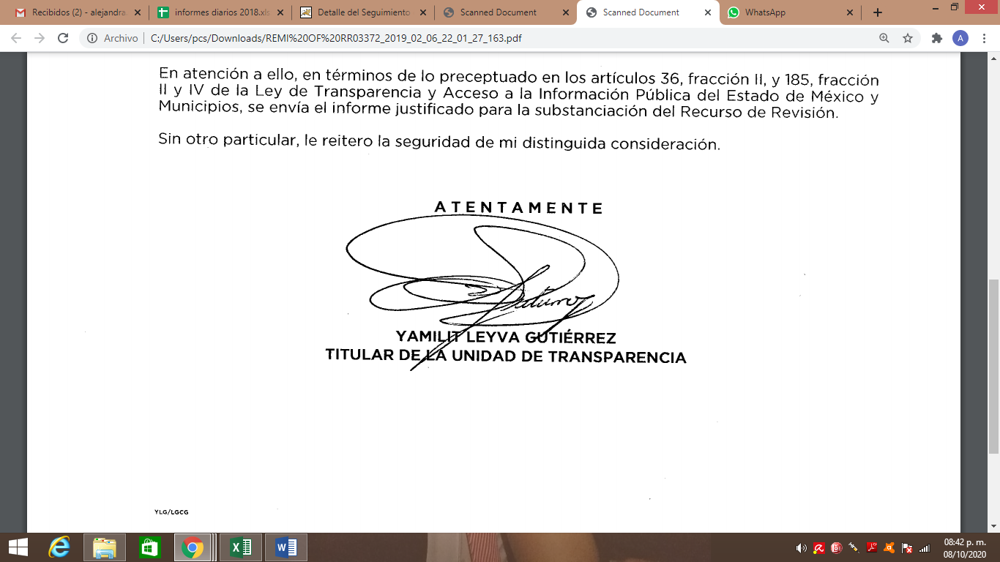 Recibidos (2) - alejandra
informes diarios 2018.xls
Detalle del Seguimiento
Scanned Document
Scanned Document
WhatsApp
Archivo
C:/Users/pcs/Downloads/REMI%20OF%20RR03372_2019_02_06_22_01_27_163.pdf
A
En atención a ello, en términos de lo preceptuado en los artículos 36, fracción II, y 185, fracción
II y IV de la Ley de Transparencia y Acceso a la Información Pública del Estado de México y
Municipios, se envía el informe justificado para la substanciación del Recurso de Revisión.
Sin otro particular, le reitero la seguridad de mi distinguida consideración.
A T E N T A M E N T E
YAMILIT LEYVA GUTIÉRREZ
TITULAR DE LA UNIDAD DE TRANSPARENCIA
YLG/LGCG
08:42 p. m.
08/10/2020